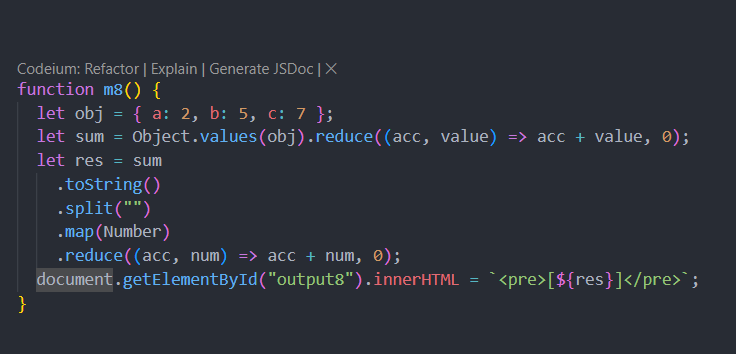 Codeium: Refactor | Explain | Generate JSDoc | ×
function m8() {
  let obj = { a: 2, b: 5, c: 7 };
  let sum = Object.values(obj).reduce((acc, value) => acc + value, 0);
  let res = sum
    .toString()
    .split("")
    .map(Number)
    .reduce((acc, num) => acc + num, 0);
  document.getElementById("output8").innerHTML = `<pre>[${res}]</pre>`;
}